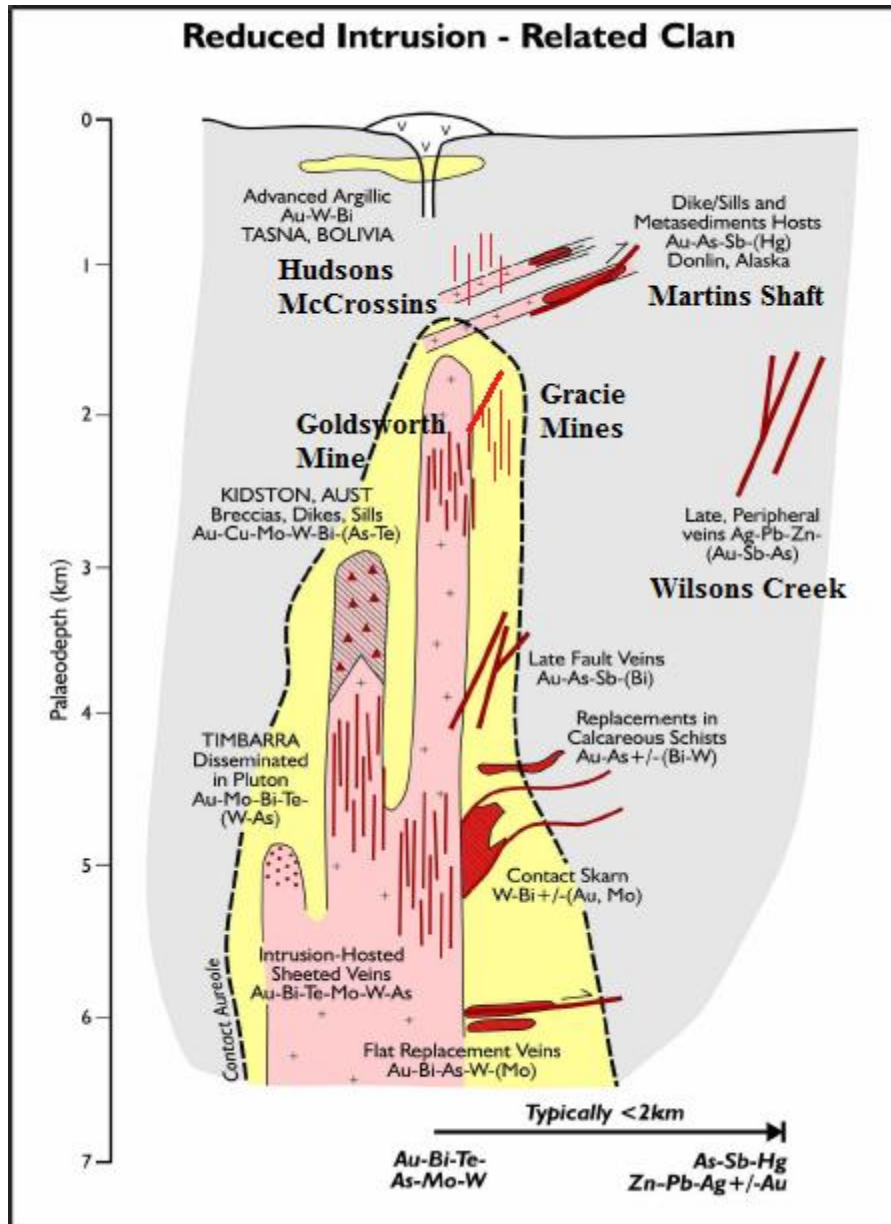 Reduced Intrusion - Related Clan
0
v
v
v
Advanced Argillic
Au-W-Bi
TASNA, BOLIVIA
Dike/Sills and
Metasediments Hosts
Au-As-Sb-(Hg)
Donlin, Alaska
1
Hudsons
McCrossins
Martins Shaft
2
Goldsworth
Mine
Gracie
Mines
KIDSTON, AUST
Breccias, Dikes, Sills
Au-Cu-Mo-W-Bi-(As-Te)
Late, Peripheral
veins Ag-Pb-Zn-
(Au-Sb-As)
Wilsons Creek
3
Palaeodepth (km)
Late Fault Veins
Au-As-Sb-(Bi)
4
Replacements in
Calcareous Schists
Au-As+/-(Bi-W)
TIMBARRA
Disseminated
in Pluton
Au-Mo-Bi-Te-
(W-As)
5
Contact Skarn
W-Bi+/-(Au, Mo)
Intrusion-Hosted
Sheeted Veins
Au-Bi-Te-Mo-W-As
Contact Aureole
6
Flat Replacement Veins
Au-Bi-As-W-(Mo)
Typically <2km
7
Au-Bi-Te-
As-Mo-W
As-Sb-Hg
Zn-Pb-Ag+/-Au